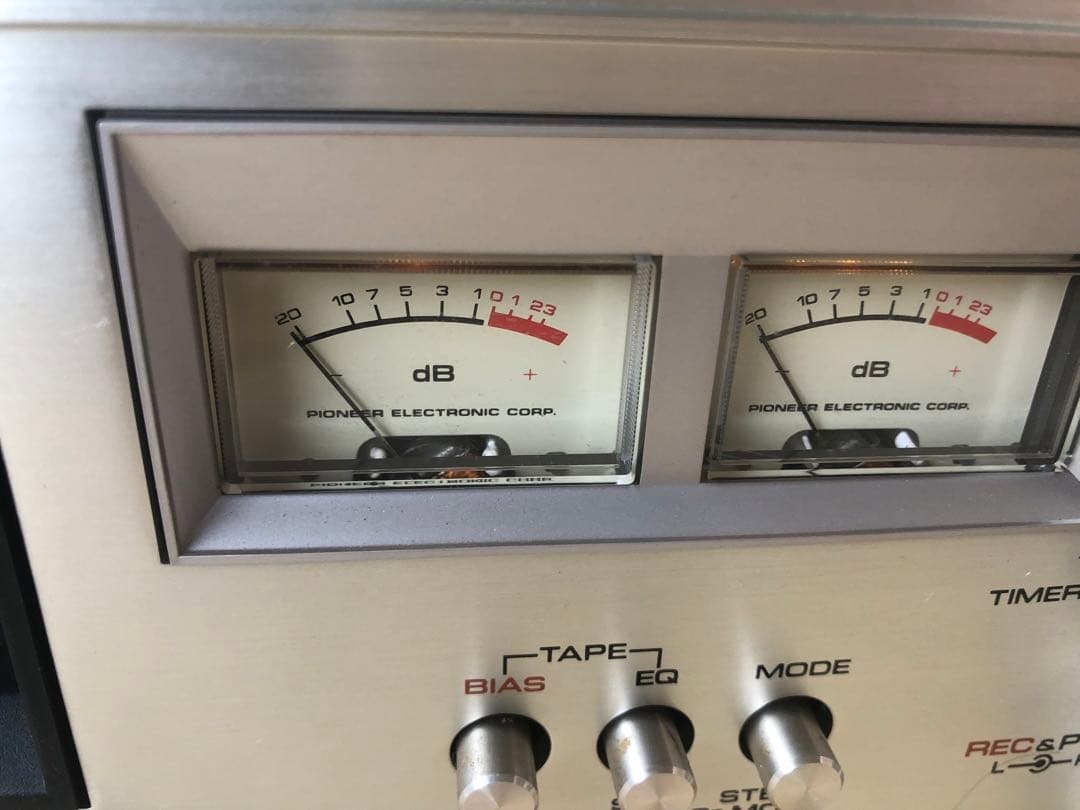 20 10 7 5 3 1 0 1 2 3
dB
- +
PIONEER ELECTRONIC CORP.
20 10 7 5 3 1 0 1 2 3
dB
- +
PIONEER ELECTRONIC CORP.
TIMER
TAPE
BIAS EQ MODE
REC&P
L